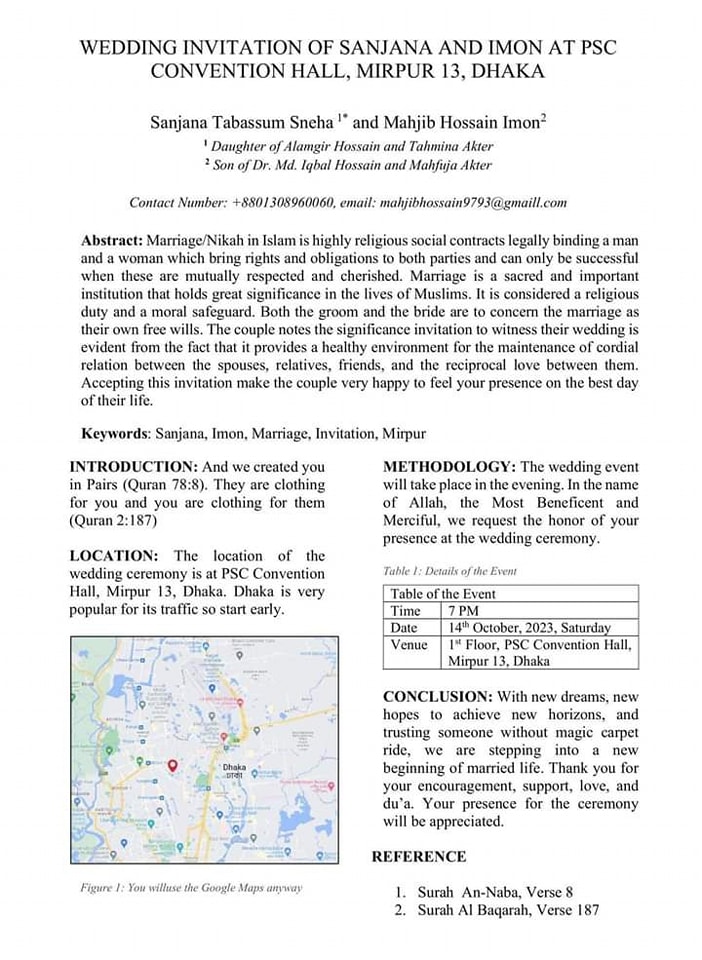 WEDDING INVITATION OF SANJANA AND IMON AT PSC
CONVENTION HALL, MIRPUR 13, DHAKA
Sanjana Tabassum Sneha ¹* and Mahjib Hossain Imon²
¹ Daughter of Alamgir Hossain and Tahmina Akter
² Son of Dr. Md. Iqbal Hossain and Mahfuja Akter
Contact Number: +8801308960060, email: mahjibhossain9793@gmaill.com
Abstract: Marriage/Nikah in Islam is highly religious social contracts legally binding a man
and a woman which bring rights and obligations to both parties and can only be successful
when these are mutually respected and cherished. Marriage is a sacred and important
institution that holds great significance in the lives of Muslims. It is considered a religious
duty and a moral safeguard. Both the groom and the bride are to concern the marriage as
their own free wills. The couple notes the significance invitation to witness their wedding is
evident from the fact that it provides a healthy environment for the maintenance of cordial
relation between the spouses, relatives, friends, and the reciprocal love between them.
Accepting this invitation make the couple very happy to feel your presence on the best day
of their life.
Keywords: Sanjana, Imon, Marriage, Invitation, Mirpur
INTRODUCTION: And we created you
in Pairs (Quran 78:8). They are clothing
for you and you are clothing for them
(Quran 2:187)
LOCATION: The location of the
wedding ceremony is at PSC Convention
Hall, Mirpur 13, Dhaka. Dhaka is very
popular for its traffic so start early.
Dhaka
ঢাকা
Figure 1: You willuse the Google Maps anyway
METHODOLOGY: The wedding event
will take place in the evening. In the name
of Allah, the Most Beneficent and
Merciful, we request the honor of your
presence at the wedding ceremony.
Table 1: Details of the Event
Table of the Event
Time 7 PM
Date 14th October, 2023, Saturday
Venue 1st Floor, PSC Convention Hall,
Mirpur 13, Dhaka
CONCLUSION: With new dreams, new
hopes to achieve new horizons, and
trusting someone without magic carpet
ride, we are stepping into a new
beginning of married life. Thank you for
your encouragement, support, love, and
du’a. Your presence for the ceremony
will be appreciated.
REFERENCE
1. Surah An-Naba, Verse 8
2. Surah Al Baqarah, Verse 187